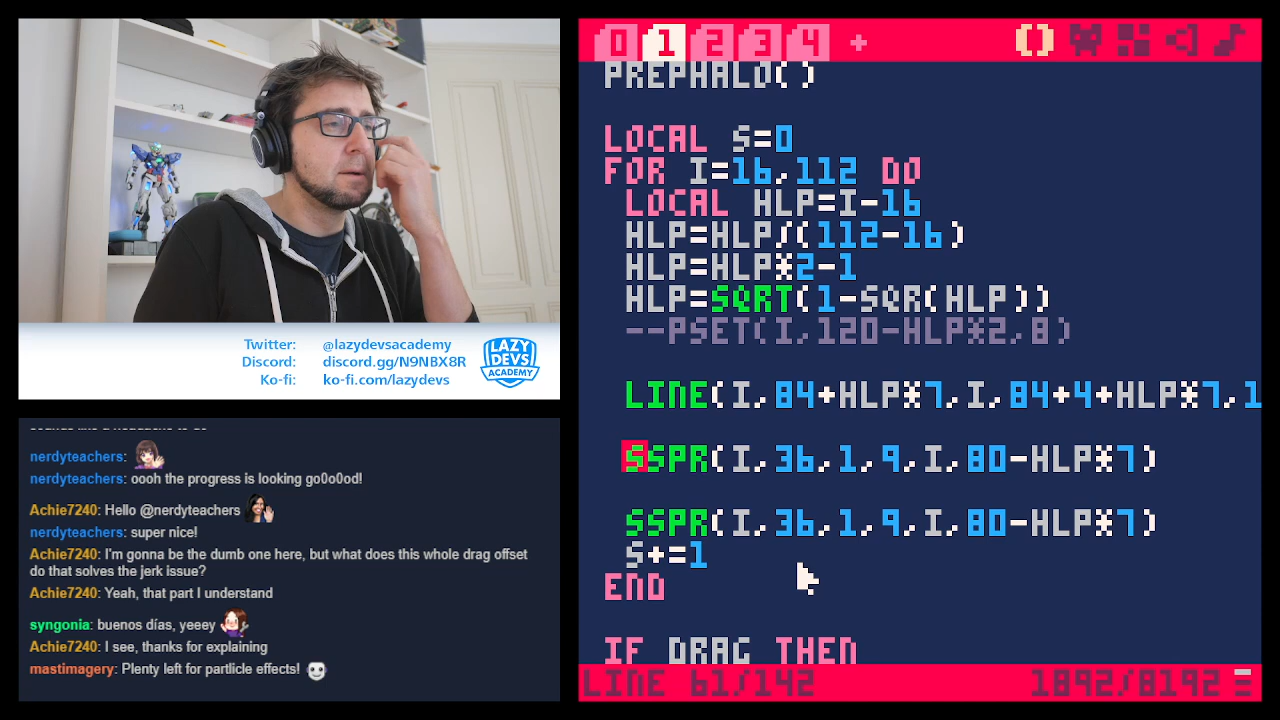 Twitter: @lazydevsacademy
Discord: discord.gg/N9NBX8R
Ko-fi: ko-fi.com/lazydevs
LAZY
DEVS
ACADEMY
nerdyteachers:
nerdyteachers: oooh the progress is looking go0o0od!
Achie7240: Hello @nerdyteachers
nerdyteachers: super nice!
Achie7240: I'm gonna be the dumb one here, but what does this whole drag offset
do that solves the jerk issue?
Achie7240: Yeah, that part I understand
syngonia: buenos días, yeeey
Achie7240: I see, thanks for explaining
mastimagery: Plenty left for partlicle effects!
0 1 2 3 4 + ()
PREPHALO()
LOCAL S=0
FOR I=16,112 DO
LOCAL HLP=I-16
HLP=HLP/(112-16)
HLP=HLP*2-1
HLP=SQRT(1-SQR(HLP))
--PSET(I,120-HLP*2,8)
LINE(I,84+HLP*7,I,84+4+HLP*7,1
SSPR(I,36,1,9,I,80-HLP*7)
SSPR(I,36,1,9,I,80-HLP*7)
S+=1
END
IF DRAG THEN
LINE 61/142 1892/8192